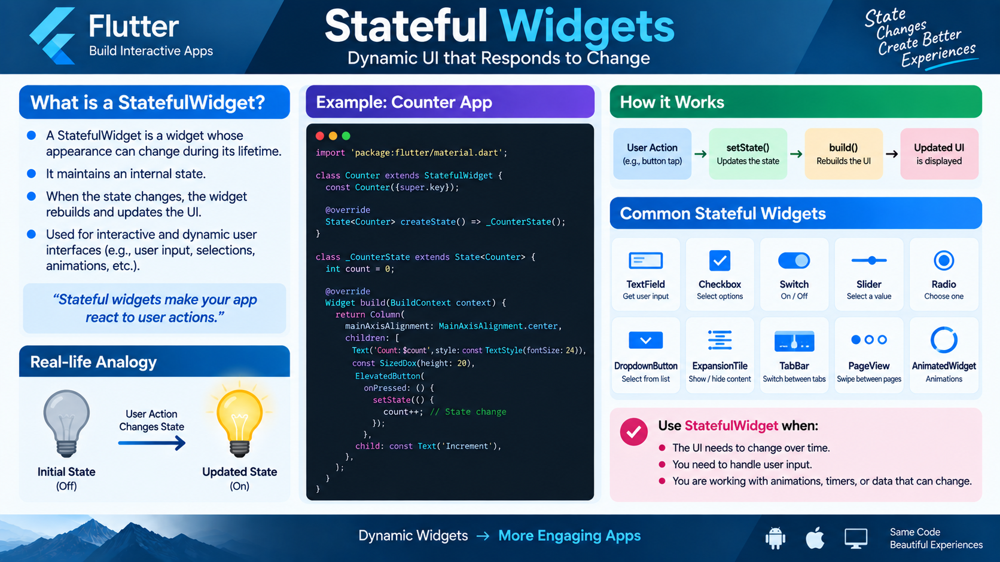 Flutter
Build Interactive Apps
Stateful Widgets
Dynamic UI that Responds to Change
State
Changes
Create Better
Experiences
What is a StatefulWidget?
A StatefulWidget is a widget whose
appearance can change during its lifetime.
It maintains an internal state.
When the state changes, the widget
rebuilds and updates the UI.
Used for interactive and dynamic user
interfaces (e.g., user input, selections,
animations, etc.).
“Stateful widgets make your app
react to user actions.”
Real-life Analogy
User Action
Changes State
Initial State
(Off)
Updated State
(On)
Example: Counter App
import 'package:flutter/material.dart';
class Counter extends StatefulWidget {
const Counter({super.key});
@override
State<Counter> createState() => _CounterState();
}
class _CounterState extends State<Counter> {
int count = 0;
@override
Widget build(BuildContext context) {
return Column(
mainAxisAlignment: MainAxisAlignment.center,
children: [
Text('Count: $count', style: const TextStyle(fontSize: 24)),
const SizedDox(height: 20),
ElevatedButton(
onPressed: () {
setState(() {
count++; // State change
});
},
child: const Text('Increment'),
},
);
}
}
How it Works
User Action
(e.g., button tap)
→
setState()
Updates the state
→
build()
Rebuilds the UI
→
Updated UI
is displayed
Common Stateful Widgets
TextField
Get user input
Checkbox
Select options
Switch
On / Off
Slider
Select a value
Radio
Choose one
DropdownButton
Select from list
ExpansionTile
Show / hide content
TabBar
Switch between tabs
PageView
Swipe between pages
AnimatedWidget
Animations
Use StatefulWidget when:
The UI needs to change over time.
You need to handle user input.
You are working with animations, timers, or data that can change.
Dynamic Widgets → More Engaging Apps
Same Code
Beautiful Experiences